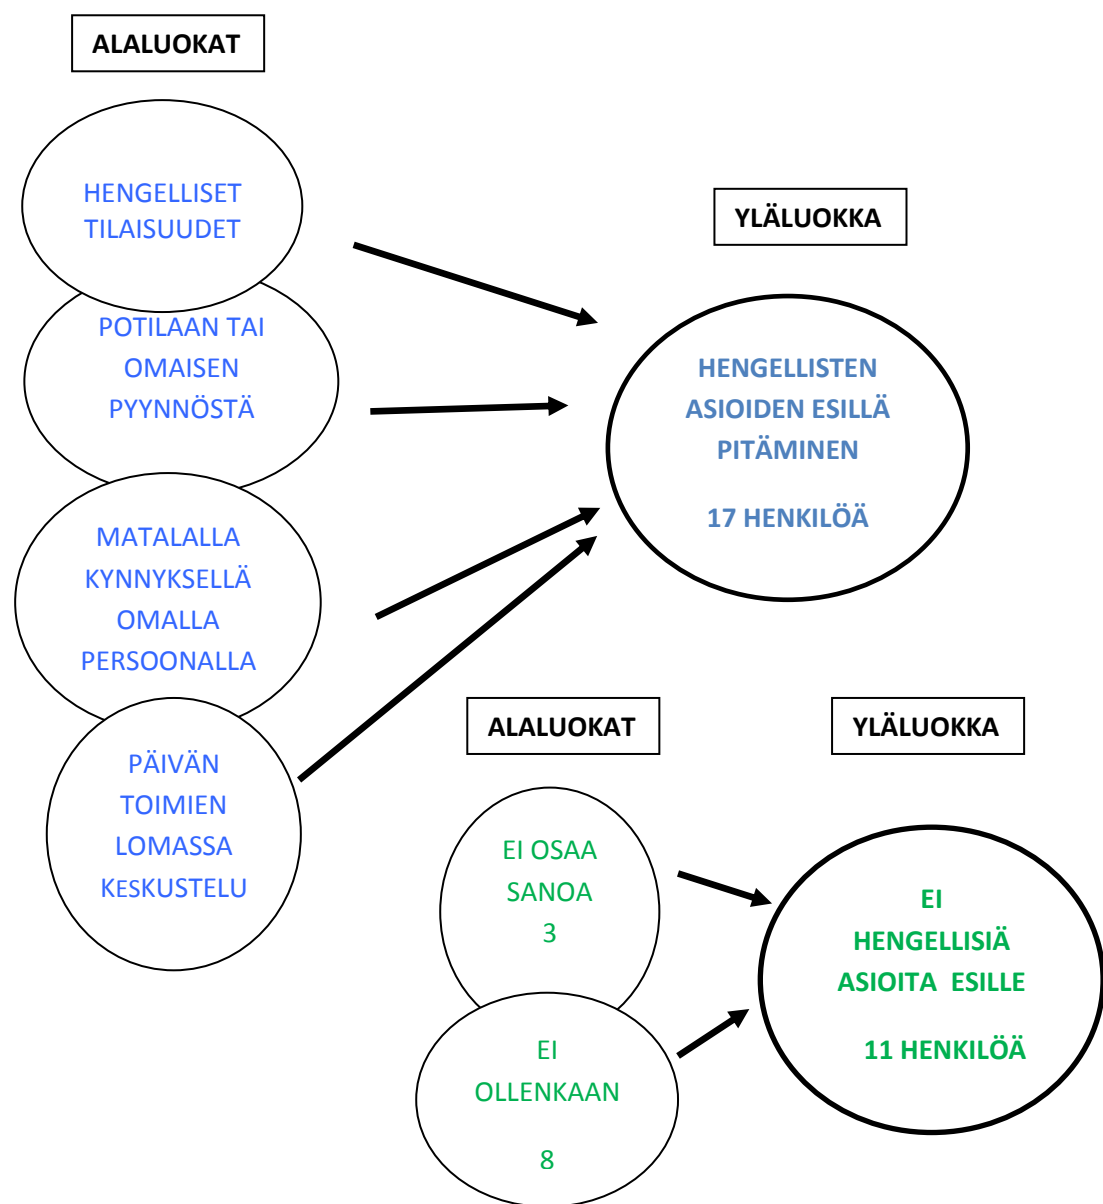 ALALUOKAT
HENGELLISET
TILAISUUDET
POTILAAN TAI
OMAISEN
PYYNNÖSTÄ
MATALALLA
KYNNYKSELLÄ
OMALLA
PERSOONALLA
PÄIVÄN
TOIMIEN
LOMASSA
KESKUSTELU
YLÄLUOKKA
HENGELLISTEN
ASIOIDEN ESILLÄ
PITÄMINEN
17 HENKILÖÄ
ALALUOKAT
EI OSAA
SANOA
3
EI
OLLENKAAN
8
YLÄLUOKKA
EI
HENGELLISIÄ
ASIOITA ESILLE
11 HENKILÖÄ